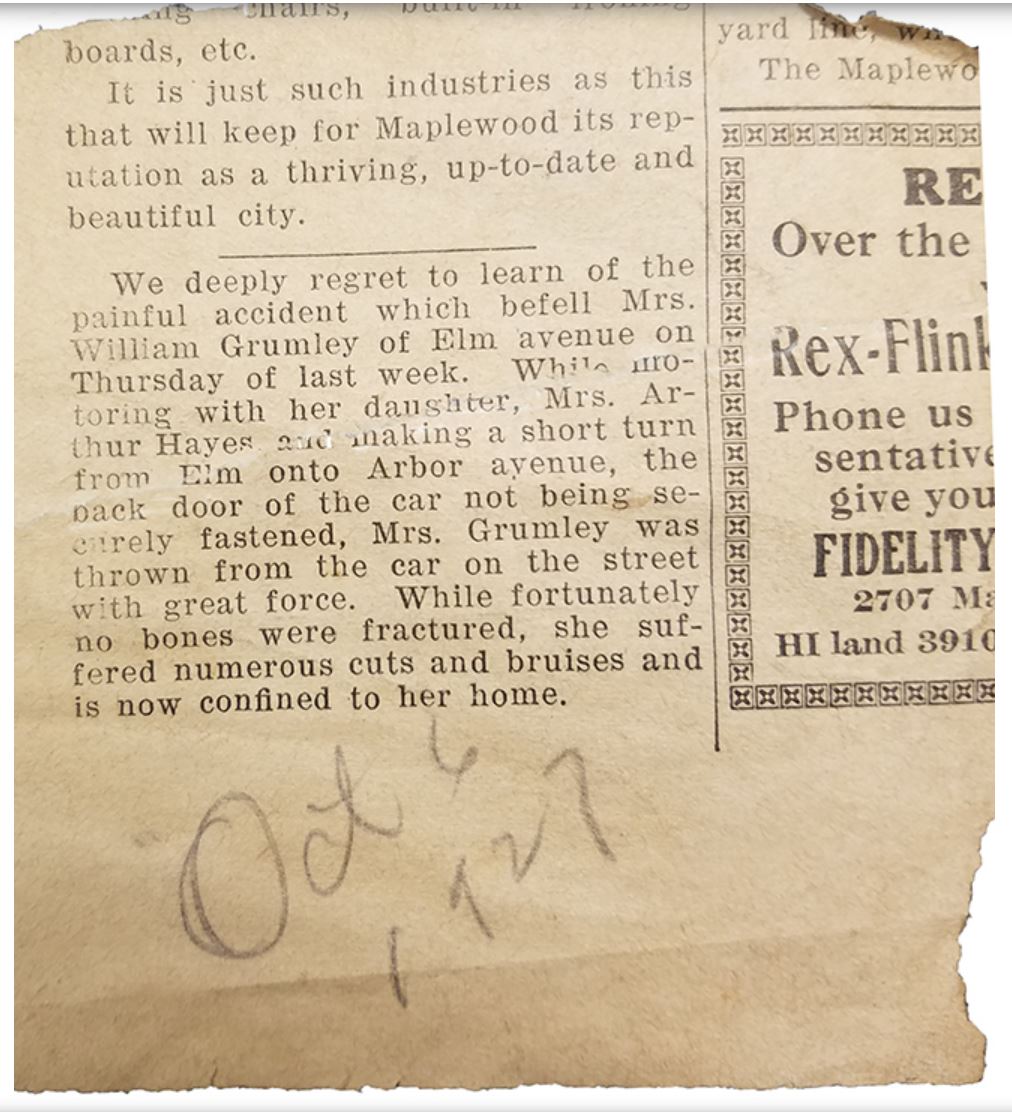 boards, etc.
It is just such industries as this
that will keep for Maplewood its rep-
utation as a thriving, up-to-date and
beautiful city.
We deeply regret to learn of the
painful accident which befell Mrs.
William Grumley of Elm avenue on
Thursday of last week. While mo-
toring with her daughter, Mrs. Ar-
thur Hayes and making a short turn
from Elm onto Arbor avenue, the
back door of the car not being se-
curely fastened, Mrs. Grumley was
thrown from the car on the street
with great force. While fortunately
no bones were fractured, she suf-
fered numerous cuts and bruises and
is now confined to her home.
yard line,
The Maplewo
RE
Over the
Rex-Flink
Phone us
sentative
give you
FIDELITY
2707 Ma
HI land 3910
Oct 6
1927